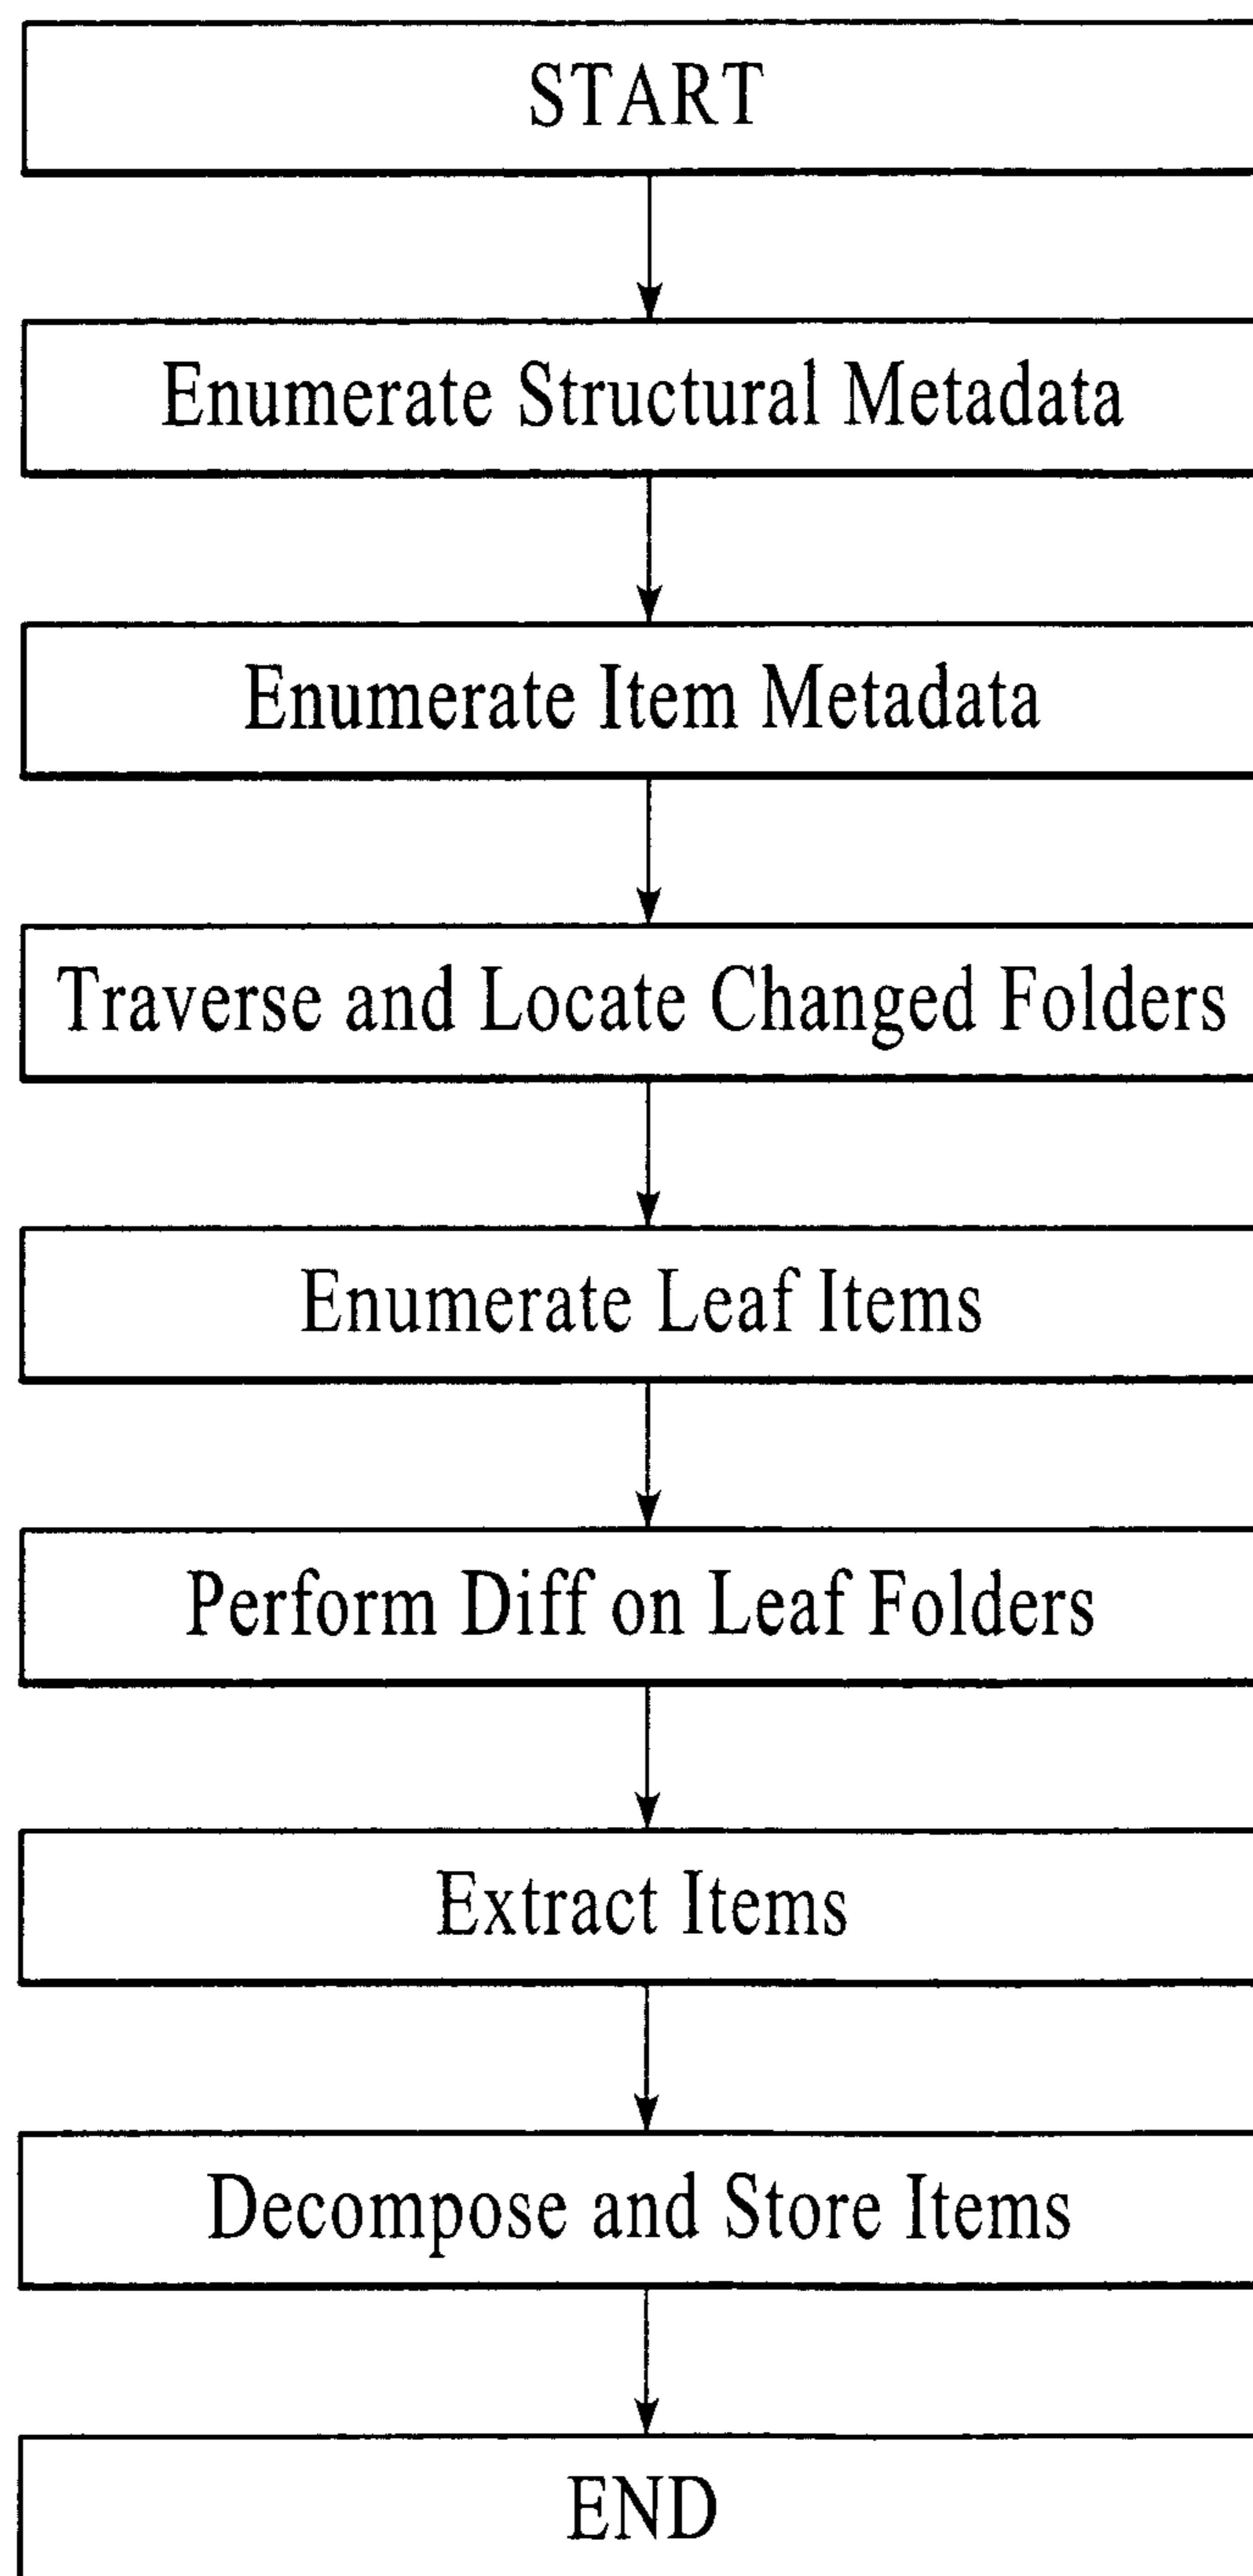 START
Enumerate Structural Metadata
Enumerate Item Metadata
Traverse and Locate Changed Folders
Enumerate Leaf Items
Perform Diff on Leaf Folders
Extract Items
Decompose and Store Items
END